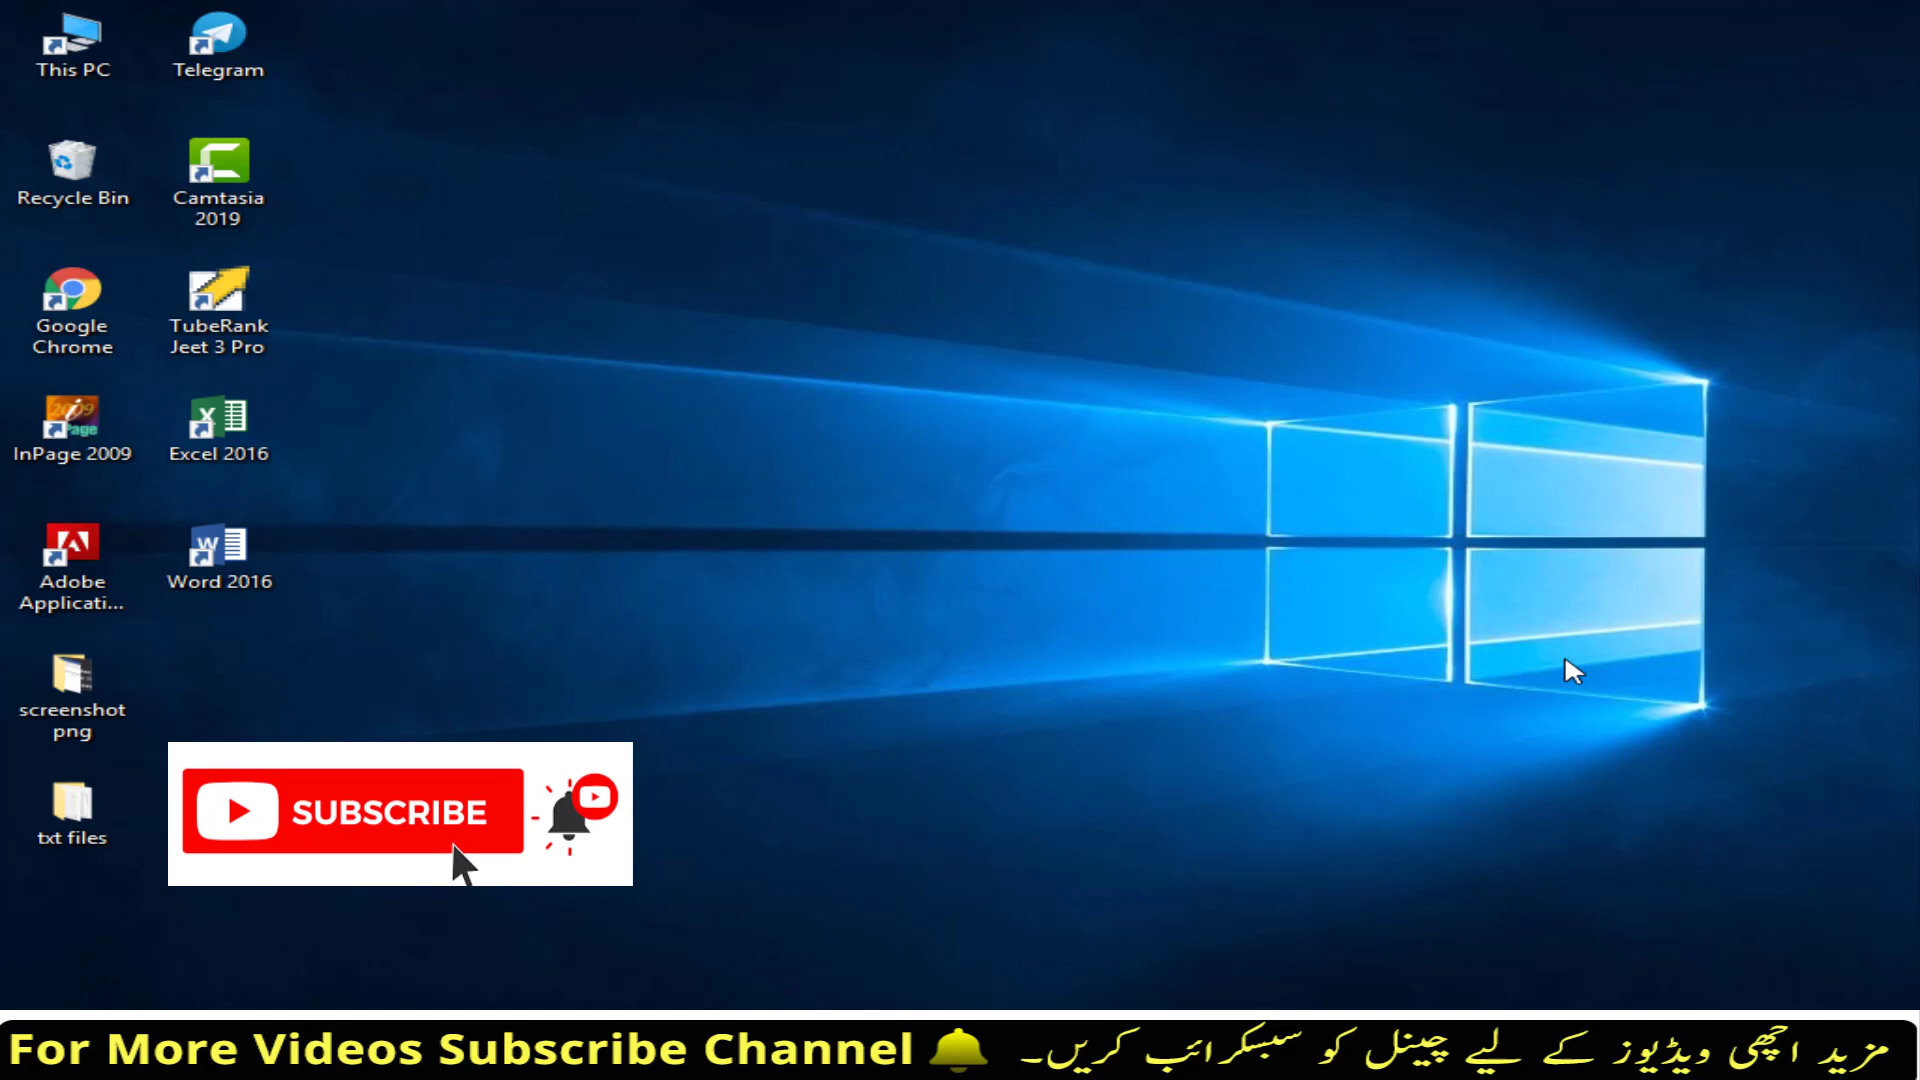 This PC
Telegram
Recycle Bin
Camtasia
2019
Google
Chrome
TubeRank
Jeet 3 Pro
2009
i
Page
InPage 2009
Excel 2016
Adobe
Applicati...
Word 2016
screenshot
png
txt files
SUBSCRIBE
For More Videos Subscribe Channel
مزید اچھی ویڈیوز کے لیے چینل کو سبسکرائب کریں۔